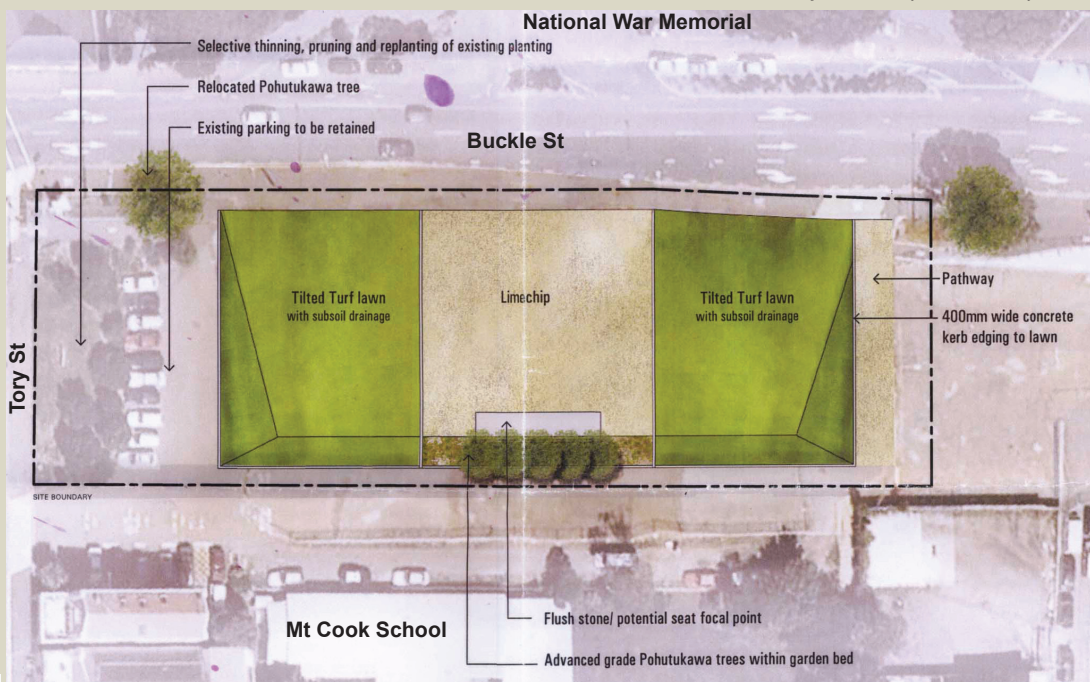 National War Memorial
Selective thinning, pruning and replanting of existing planting
Relocated Pohutukawa tree
Existing parking to be retained
Buckle St
Tory St
Tilted Turf lawn
with subsoil drainage
Limechip
Tilted Turf lawn
with subsoil drainage
Pathway
400mm wide concrete
kerb edging to lawn
SITE BOUNDARY
Flush stone/ potential seat focal point
Mt Cook School
Advanced grade Pohutukawa trees within garden bed